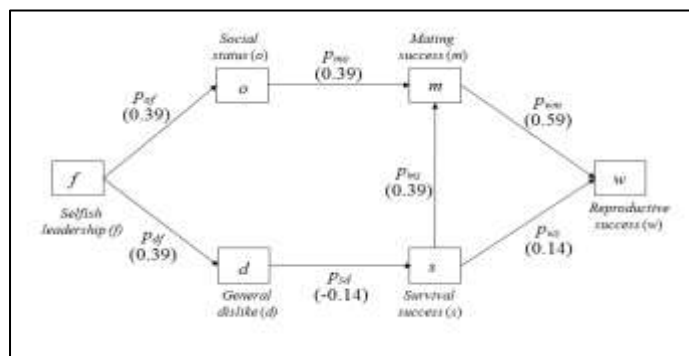 Social
status (o)
Mating
success (m)
o
m
f
w
d
s
(0.39)
(0.39)
(0.59)
(0.39)
(0.39)
(0.14)
(-0.14)
p_of
p_mo
p_wm
p_df
p_sd
p_ws
Selfish
leadership (f)
Reproductive
success (w)
General
dislike (d)
Survival
success (s)